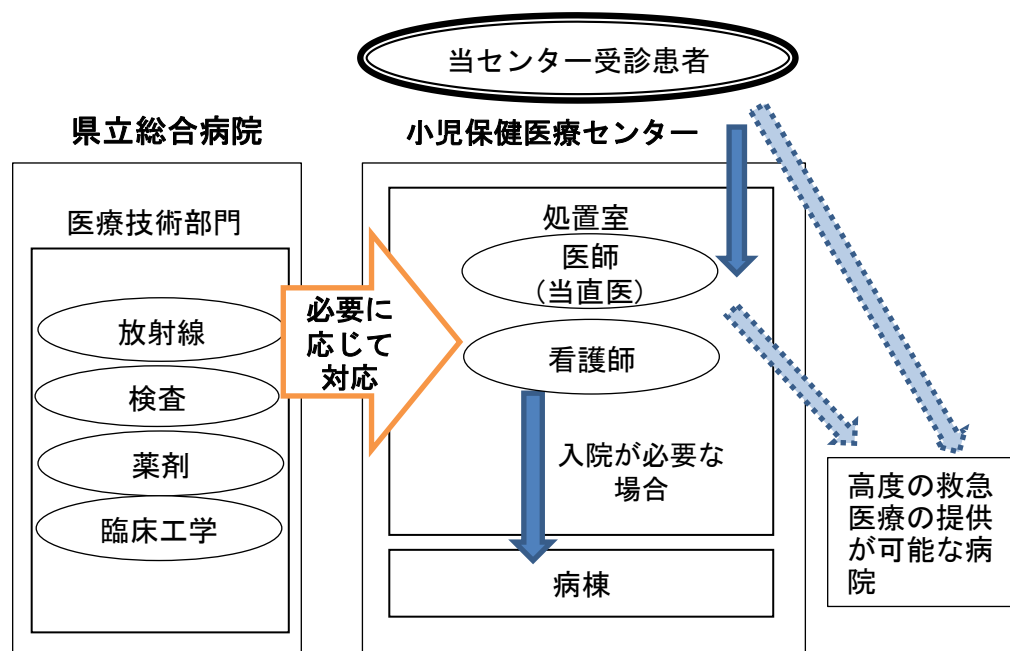 当センター受診患者
県立総合病院
小児保健医療センター
医療技術部門
放射線
検査
薬剤
臨床工学
必要に
応じて
対応
処置室
医師
（当直医）
看護師
入院が必要な
場合
病棟
高度の救急
医療の提供
が可能な病
院